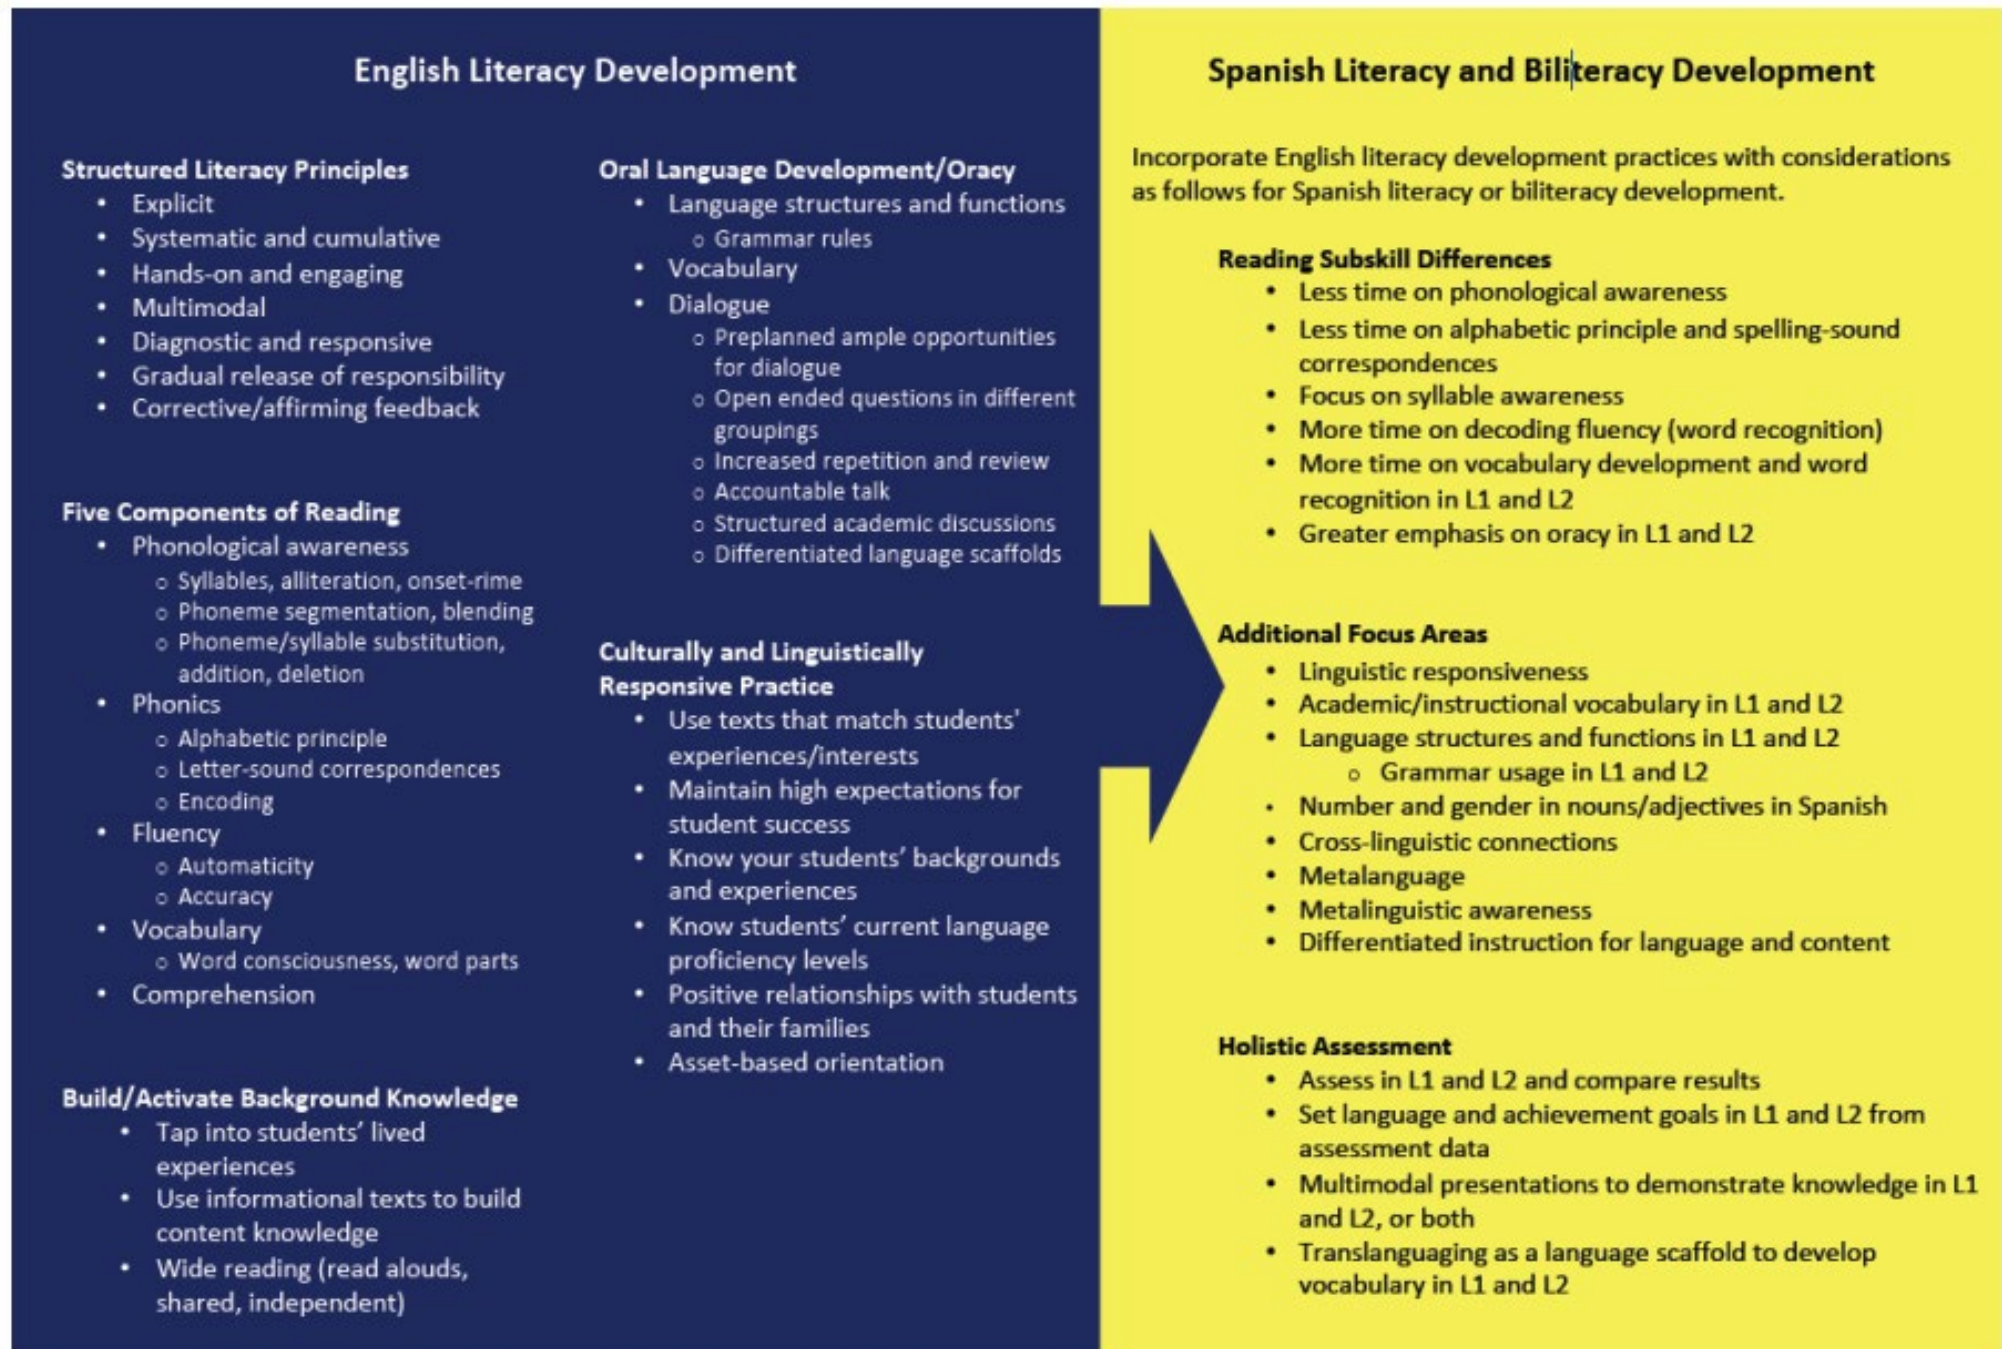 English Literacy Development
Structured Literacy Principles
• Explicit
• Systematic and cumulative
• Hands-on and engaging
• Multimodal
• Diagnostic and responsive
• Gradual release of responsibility
• Corrective/affirming feedback
Five Components of Reading
• Phonological awareness
o Syllables, alliteration, onset-rime
o Phoneme segmentation, blending
o Phoneme/syllable substitution,
addition, deletion
• Phonics
o Alphabetic principle
o Letter-sound correspondences
o Encoding
• Fluency
o Automaticity
o Accuracy
• Vocabulary
o Word consciousness, word parts
• Comprehension
Build/Activate Background Knowledge
• Tap into students’ lived
experiences
• Use informational texts to build
content knowledge
• Wide reading (read alouds,
shared, independent)
Oral Language Development/Oracy
• Language structures and functions
o Grammar rules
• Vocabulary
• Dialogue
o Preplanned ample opportunities
for dialogue
o Open ended questions in different
groupings
o Increased repetition and review
o Accountable talk
o Structured academic discussions
o Differentiated language scaffolds
Culturally and Linguistically
Responsive Practice
• Use texts that match students'
experiences/interests
• Maintain high expectations for
student success
• Know your students’ backgrounds
and experiences
• Know students’ current language
proficiency levels
• Positive relationships with students
and their families
• Asset-based orientation
Spanish Literacy and Biliteracy Development
Incorporate English literacy development practices with considerations
as follows for Spanish literacy or biliteracy development.
Reading Subskill Differences
• Less time on phonological awareness
• Less time on alphabetic principle and spelling-sound
correspondences
• Focus on syllable awareness
• More time on decoding fluency (word recognition)
• More time on vocabulary development and word
recognition in L1 and L2
• Greater emphasis on oracy in L1 and L2
Additional Focus Areas
• Linguistic responsiveness
• Academic/instructional vocabulary in L1 and L2
• Language structures and functions in L1 and L2
o Grammar usage in L1 and L2
• Number and gender in nouns/adjectives in Spanish
• Cross-linguistic connections
• Metalanguage
• Metalinguistic awareness
• Differentiated instruction for language and content
Holistic Assessment
• Assess in L1 and L2 and compare results
• Set language and achievement goals in L1 and L2 from
assessment data
• Multimodal presentations to demonstrate knowledge in L1
and L2, or both
• Translanguaging as a language scaffold to develop
vocabulary in L1 and L2